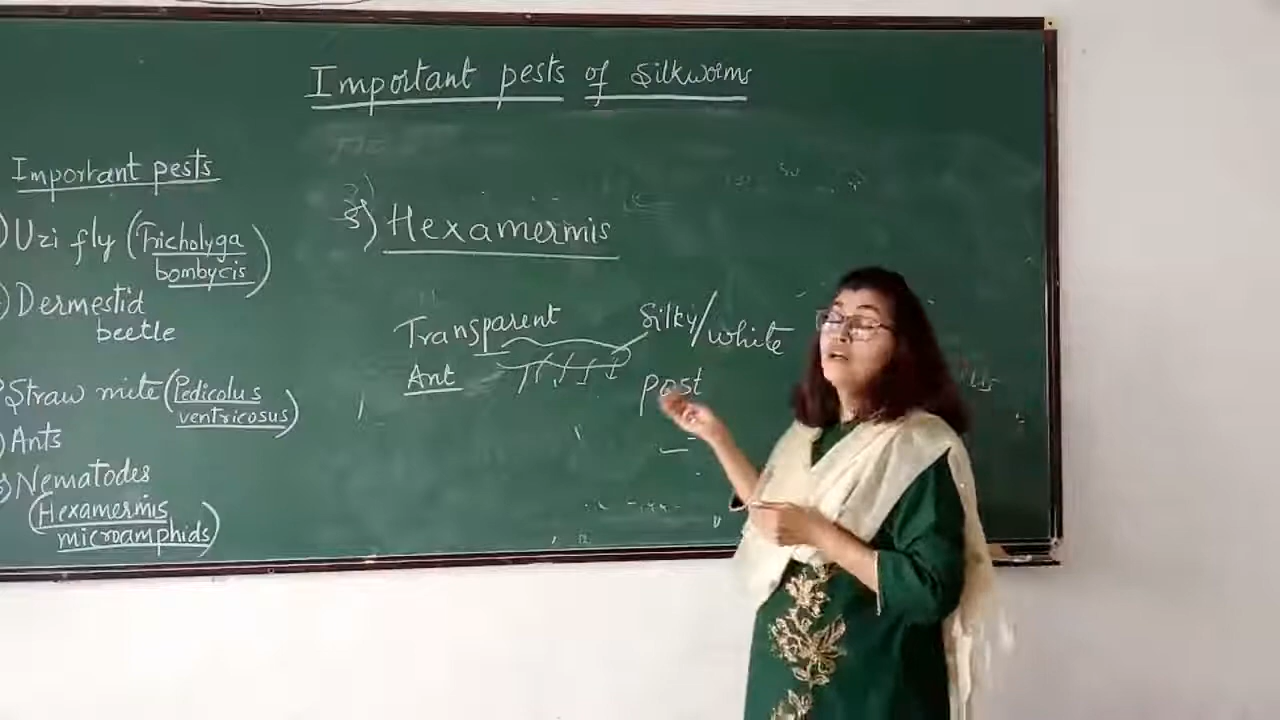 Important pests of Silkworms
Important pests
) Uzi fly (Tricholyga
bombycis)
) Dermestid
beetle
Straw mite (Pedicolus
ventricosus)
) Ants
) Nematodes
(Hexamermis
microamphids)
5) Hexamermis
Transparent
Ant
Silky/white
post